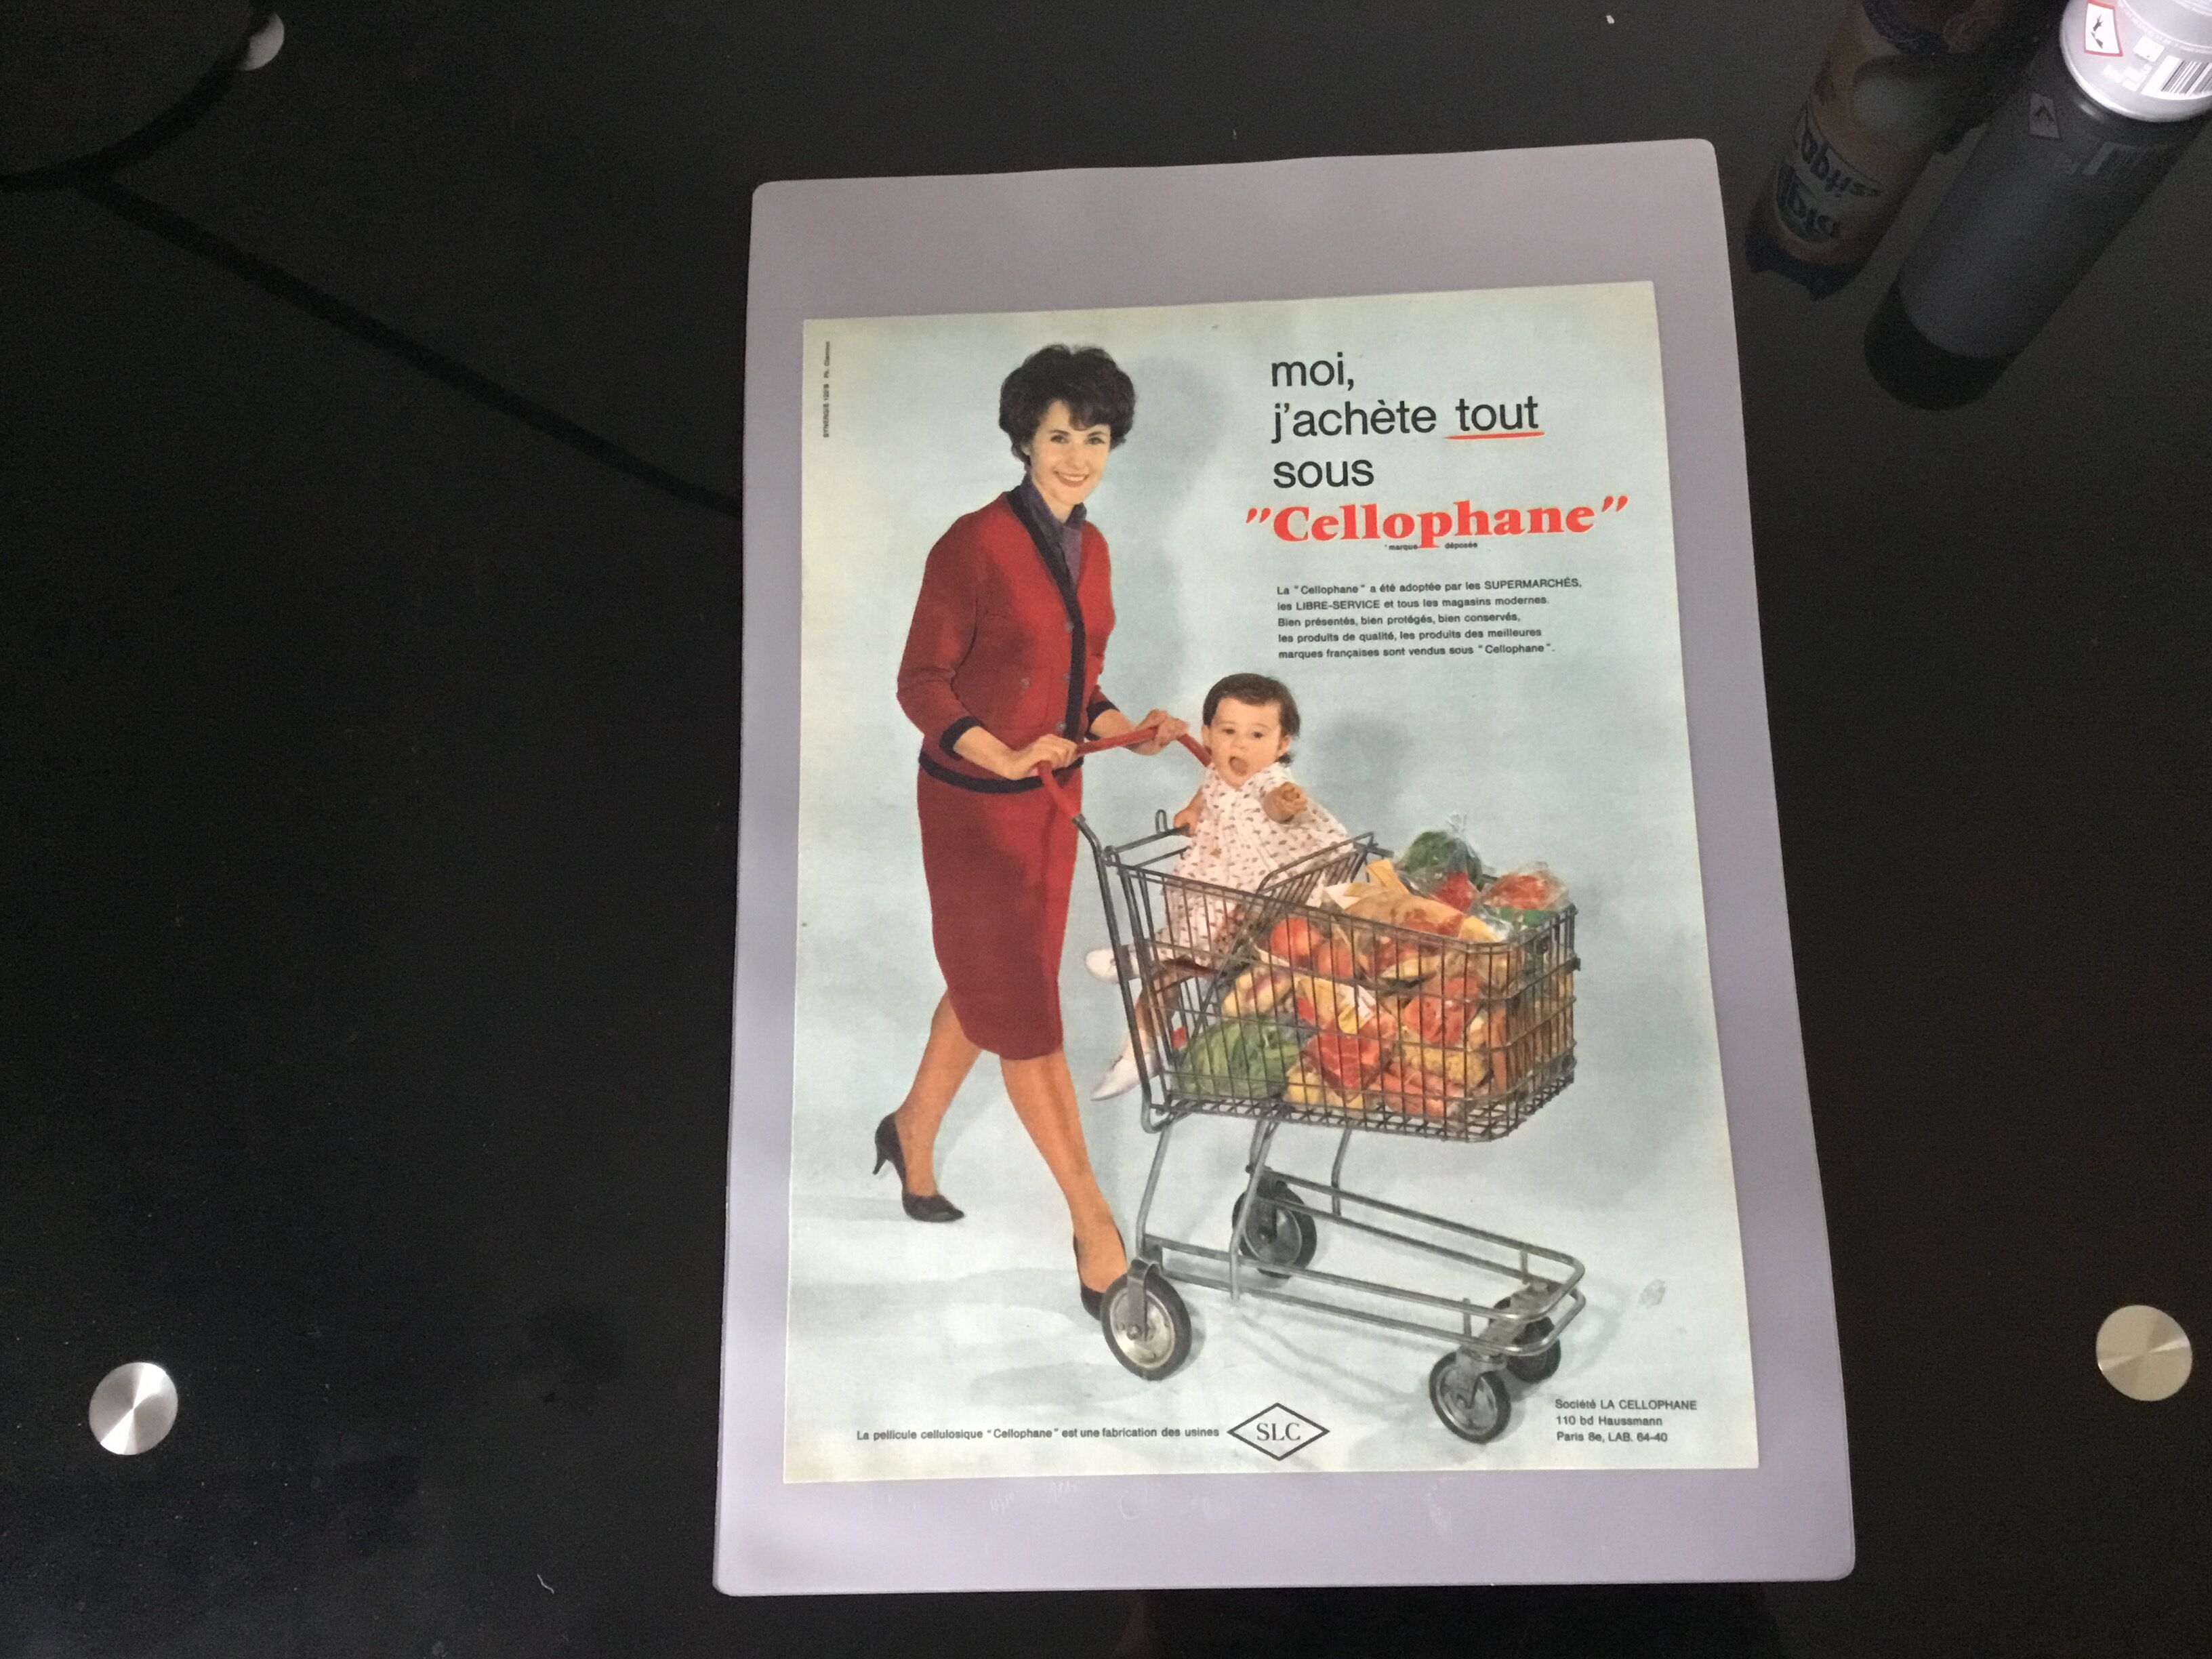 moi,
j'achète tout
sous
"Cellophane"
*marque déposée
La "Cellophane" a été adoptée par les SUPERMARCHÉS,
les LIBRE-SERVICE et tous les magasins modernes.
Bien présentés, bien protégés, bien conservés,
les produits de qualité, les produits des meilleures
marques françaises sont vendus sous "Cellophane".
La pellicule cellulosique "Cellophane" est une fabrication des usines
SLC
Société LA CELLOPHANE
110 bd Haussmann
Paris 8e, LAB. 64-40